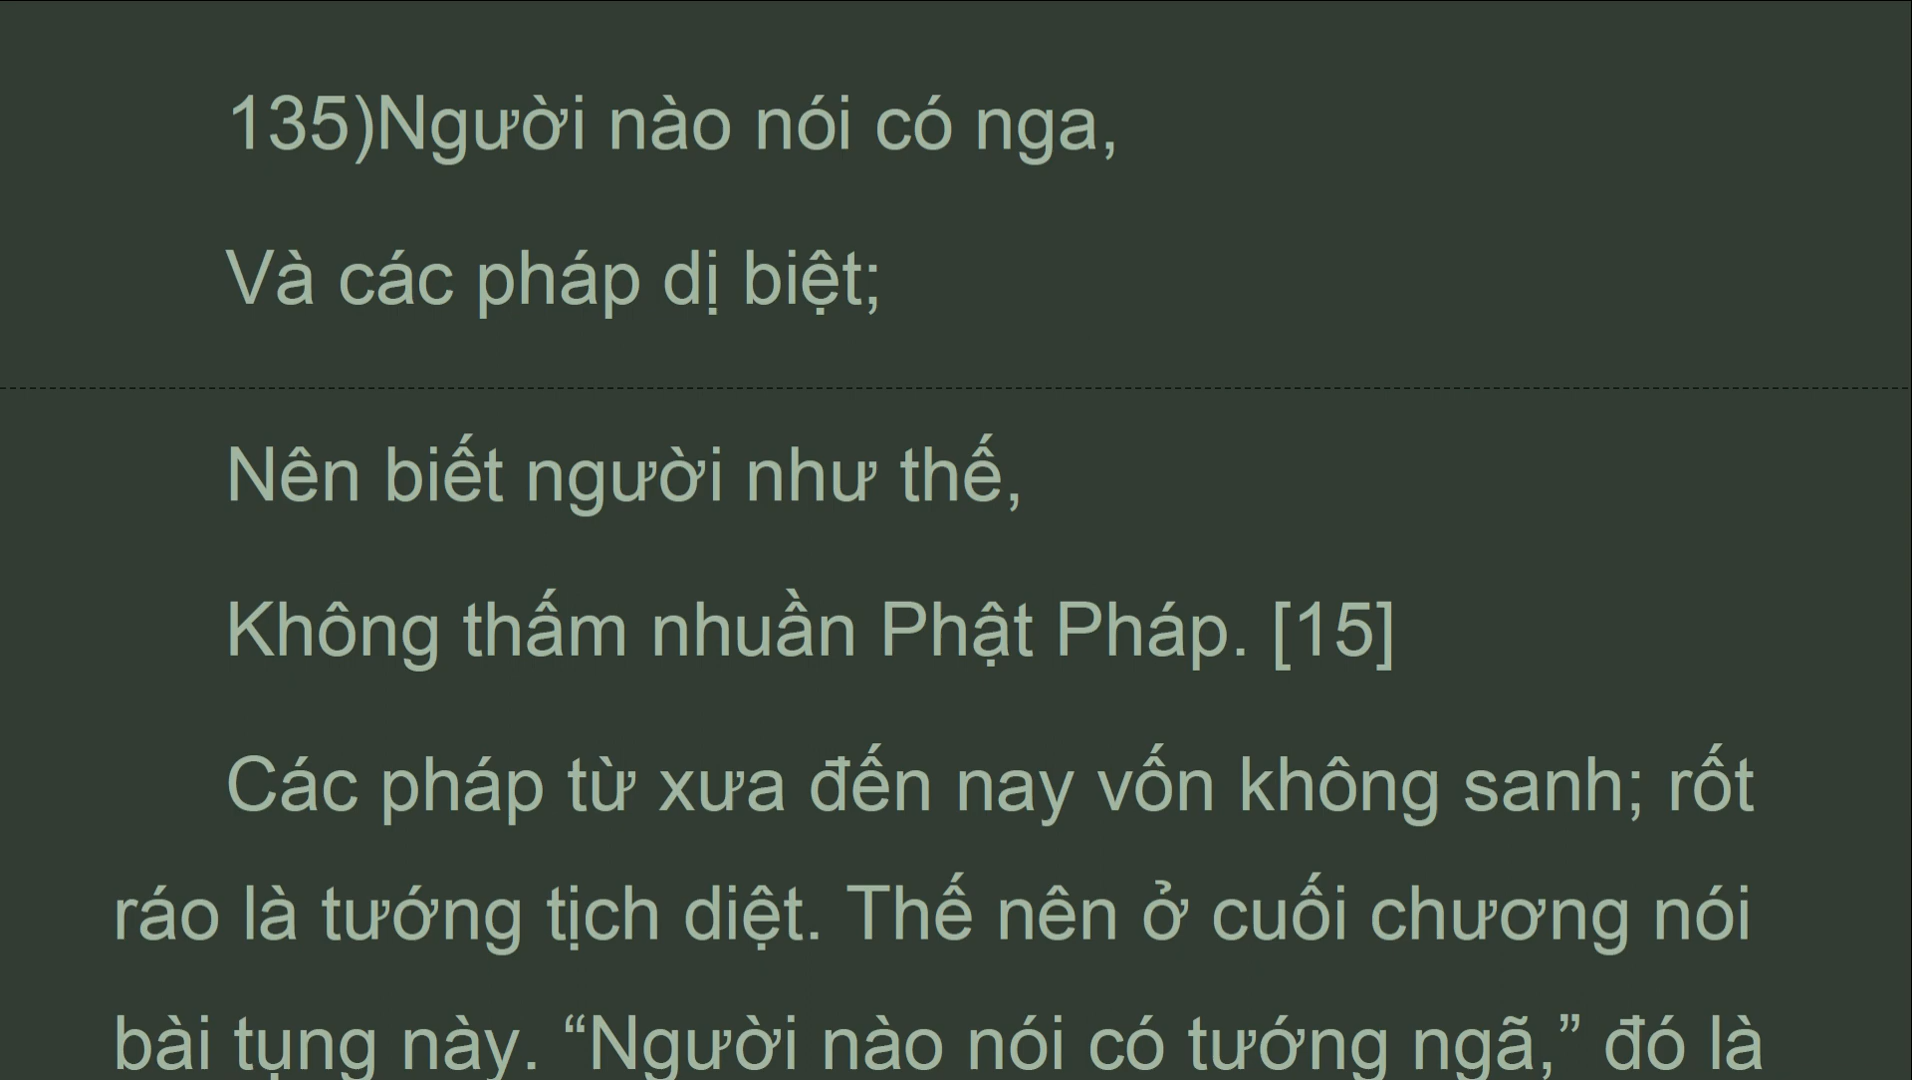 135)Người nào nói có nga,
Và các pháp dị biệt;
Nên biết người như thế,
Không thấm nhuần Phật Pháp. [15]
Các pháp từ xưa đến nay vốn không sanh; rốt
ráo là tướng tịch diệt. Thế nên ở cuối chương nói
bài tụng này. “Người nào nói có tướng ngã,” đó là